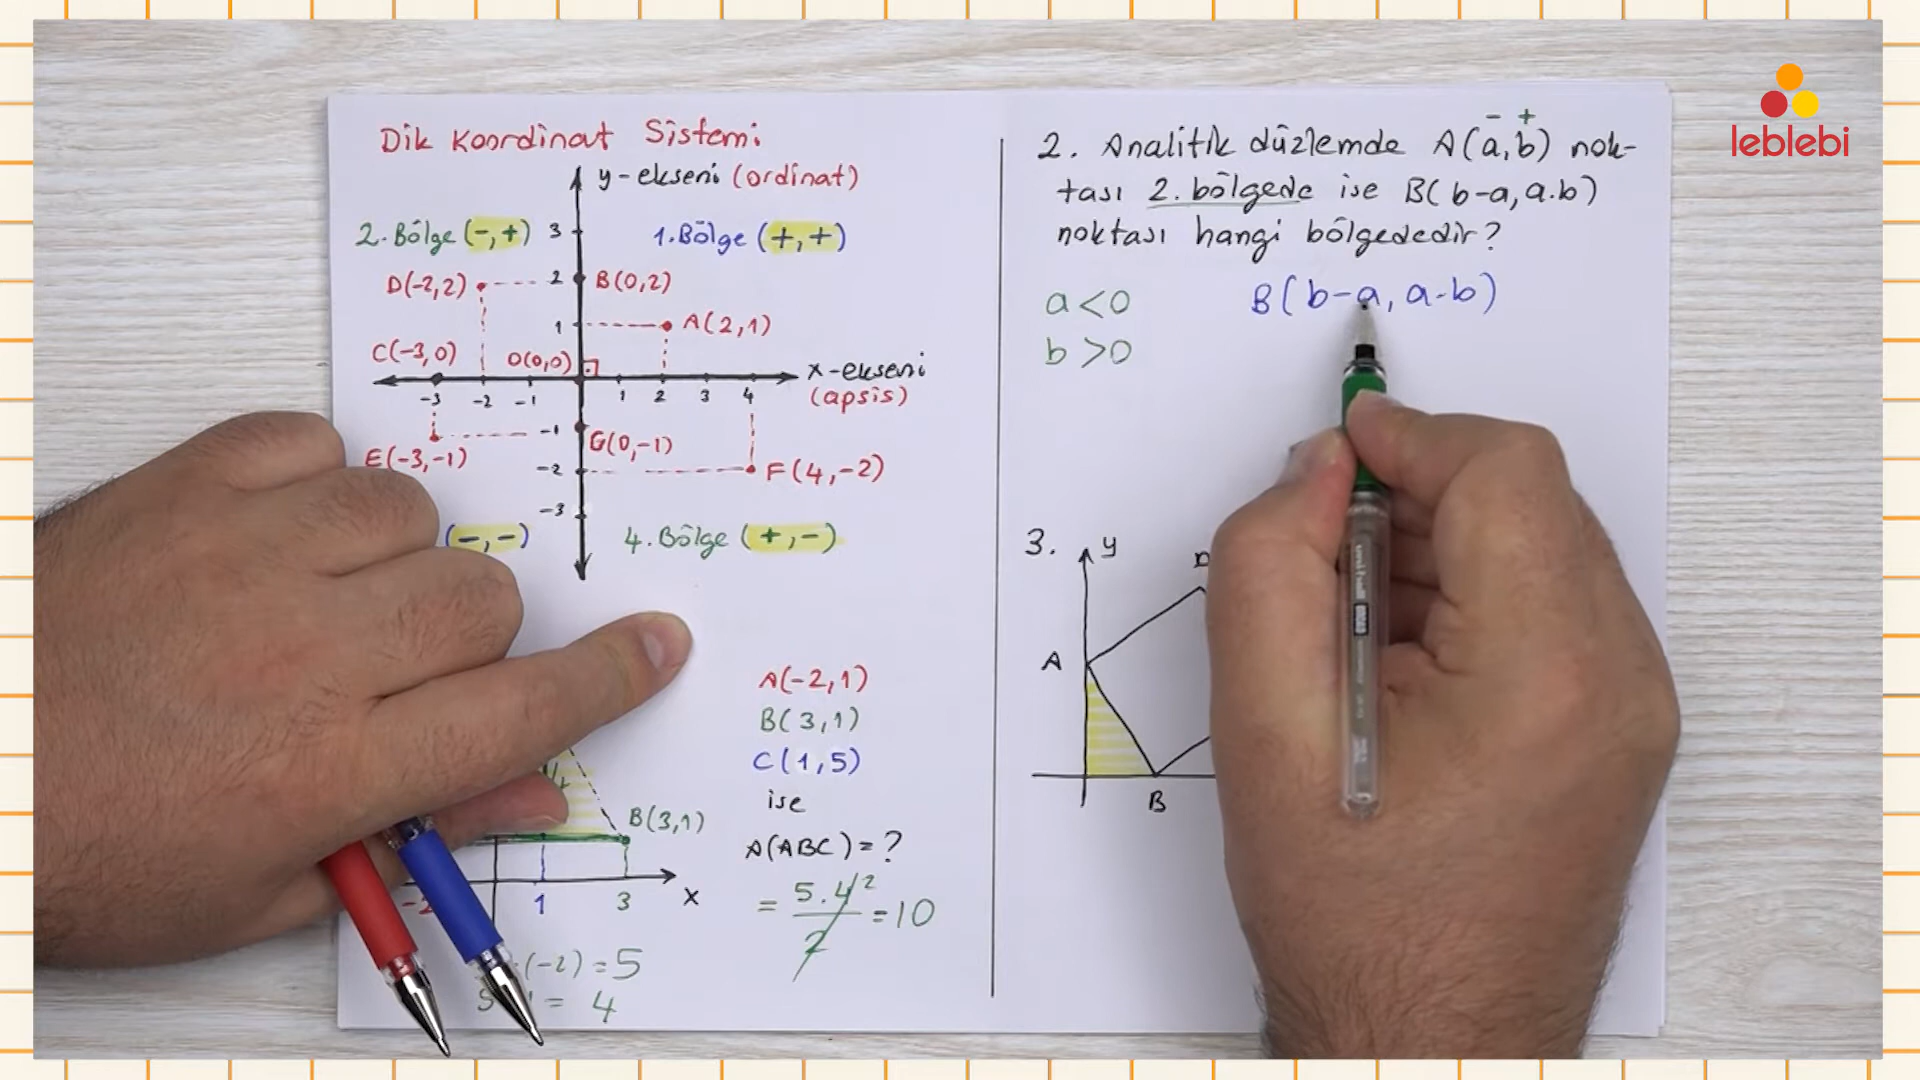 Dik Koordinat Sistemi
y-ekseni (ordinat)
2. Bölge (-,+)
3
1. Bölge (+,+)
D(-2,2)
2
B(0,2)
1
A(2,1)
C(-3,0)
O(0,0)
x-ekseni
(apsis)
-3 -2 -1 1 2 3 4
-1
G(0,-1)
E(-3,-1)
-2
F(4,-2)
-3
(-,-)
4. Bölge (+,-)
A(-2,1)
B(3,1)
C(1,5)
ise
A(ABC)=?
= 5.4/2 = 10
2
B(3,1)
x
-2 1 3
(-2) = 5
= 4
- +
2. Analitik düzlemde A(a,b) nok-
tası 2. bölgede ise B(b-a, a.b)
noktası hangi bölgededir?
a<0
b>0
B(b-a, a.b)
3.
y
A
B
leblebi